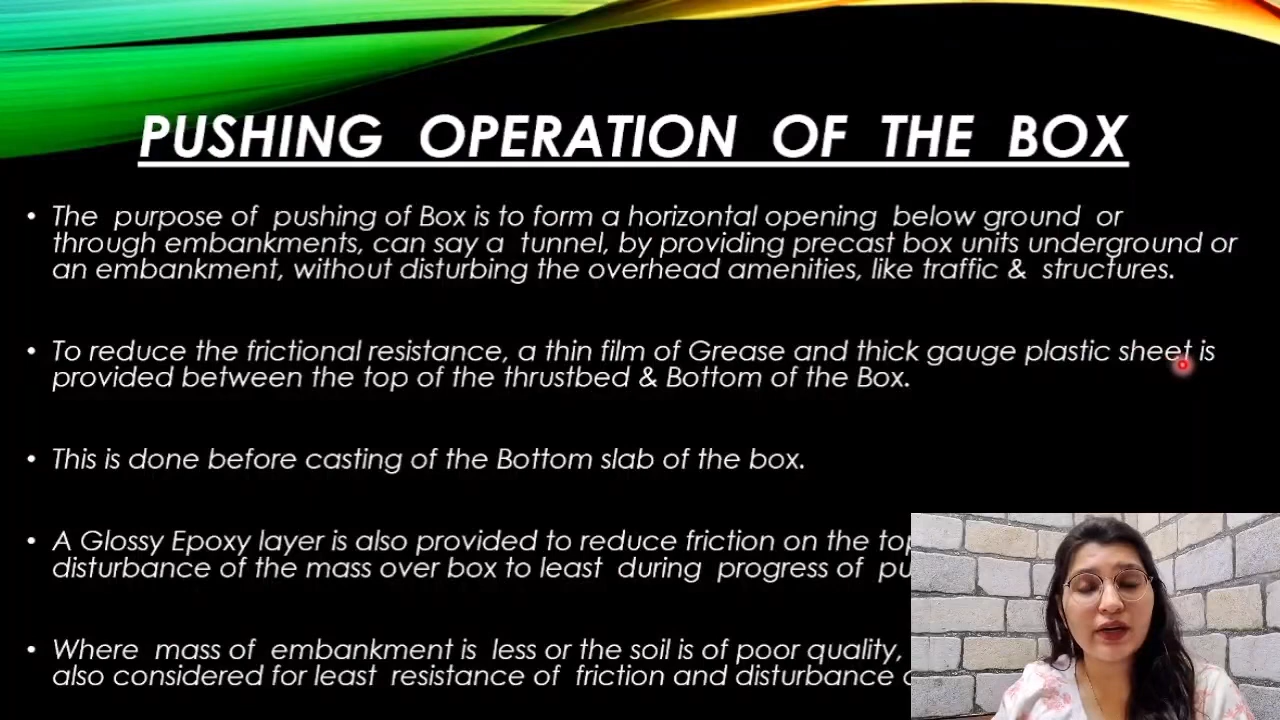 PUSHING OPERATION OF THE BOX
• The purpose of pushing of Box is to form a horizontal opening below ground or
through embankments, can say a tunnel, by providing precast box units underground or
an embankment, without disturbing the overhead amenities, like traffic & structures.
• To reduce the frictional resistance, a thin film of Grease and thick gauge plastic sheet is
provided between the top of the thrustbed & Bottom of the Box.
• This is done before casting of the Bottom slab of the box.
• A Glossy Epoxy layer is also provided to reduce friction on the top
disturbance of the mass over box to least during progress of
• Where mass of embankment is less or the soil is of poor quality,
also considered for least resistance of friction and disturbance